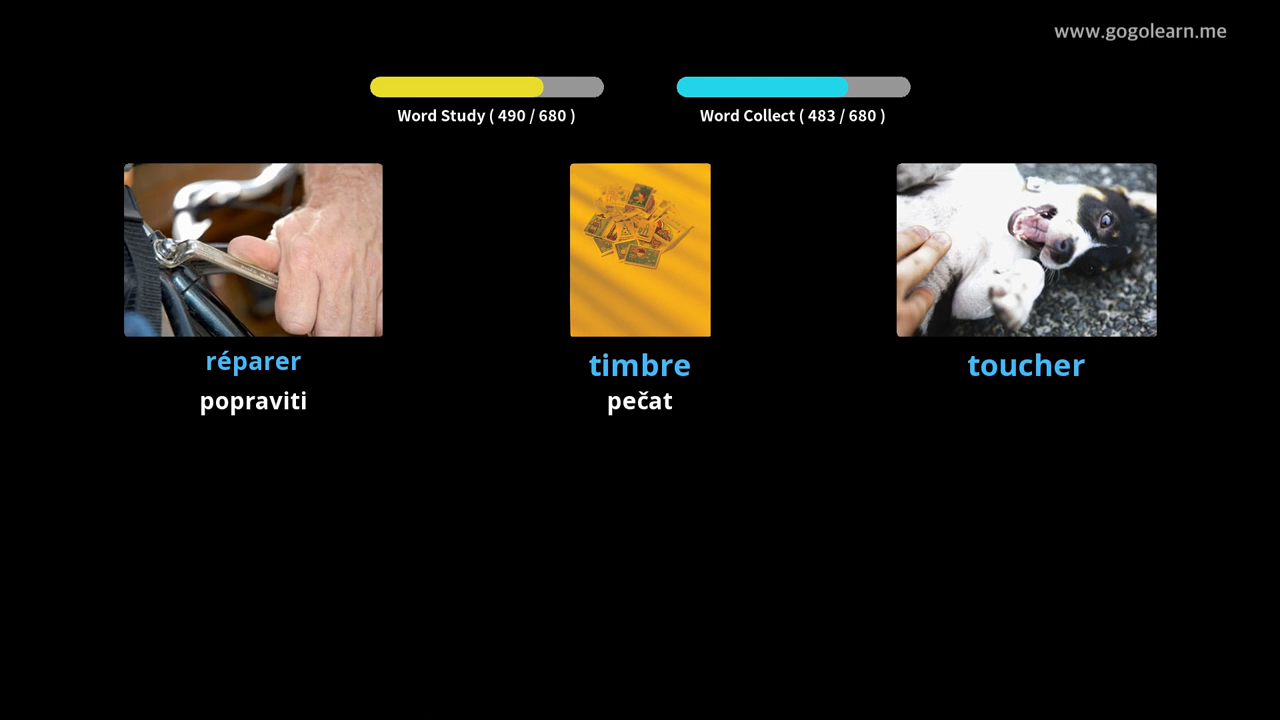 www.gogolearn.me
Word Study ( 490 / 680 )
Word Collect ( 483 / 680 )
réparer
timbre
toucher
popraviti
pečat